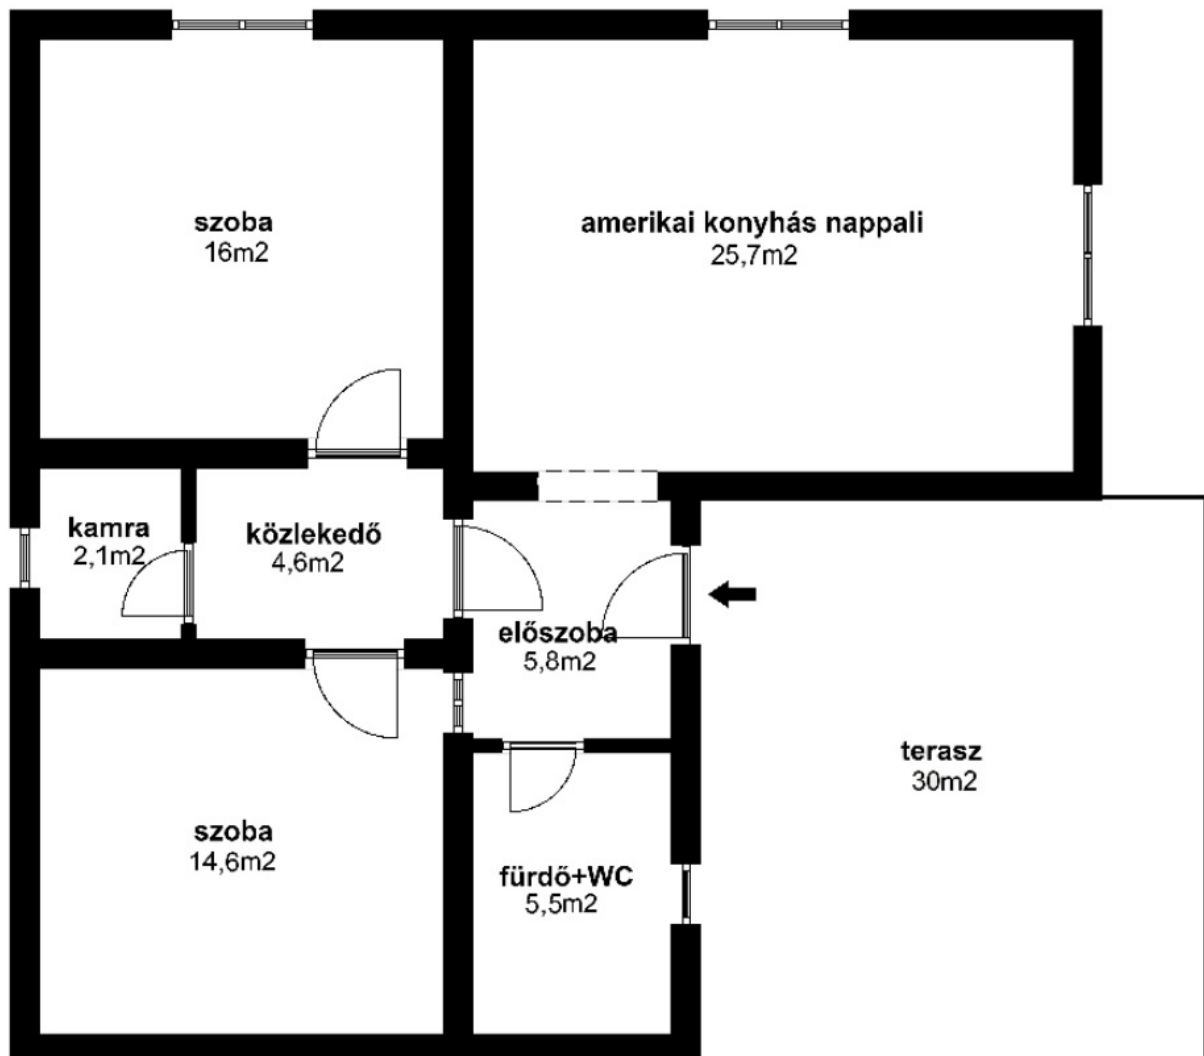 szoba
16m2
amerikai konyhás nappali
25,7m2
kamra
2,1m2
közlekedő
4,6m2
előszoba
5,8m2
terasz
30m2
szoba
14,6m2
fürdő+WC
5,5m2